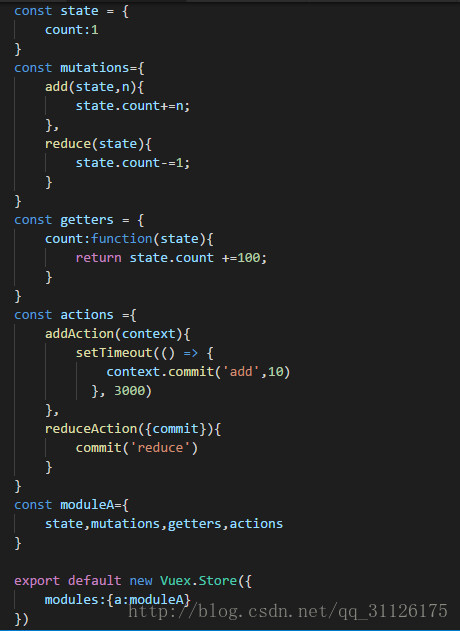 const state = {
    count:1
}
const mutations={
    add(state,n){
        state.count+=n;
    },
    reduce(state){
        state.count-=1;
    }
}
const getters = {
    count:function(state){
        return state.count +=100;
    }
}
const actions ={
    addAction(context){
        setTimeout(() => {
            context.commit('add',10)
          }, 3000)
    },
    reduceAction({commit}){
        commit('reduce')
    }
}
const moduleA={
    state,mutations,getters,actions
}

export default new Vuex.Store({
    modules:{a:moduleA}
http://blog.csdn.net/qq_31126175
})